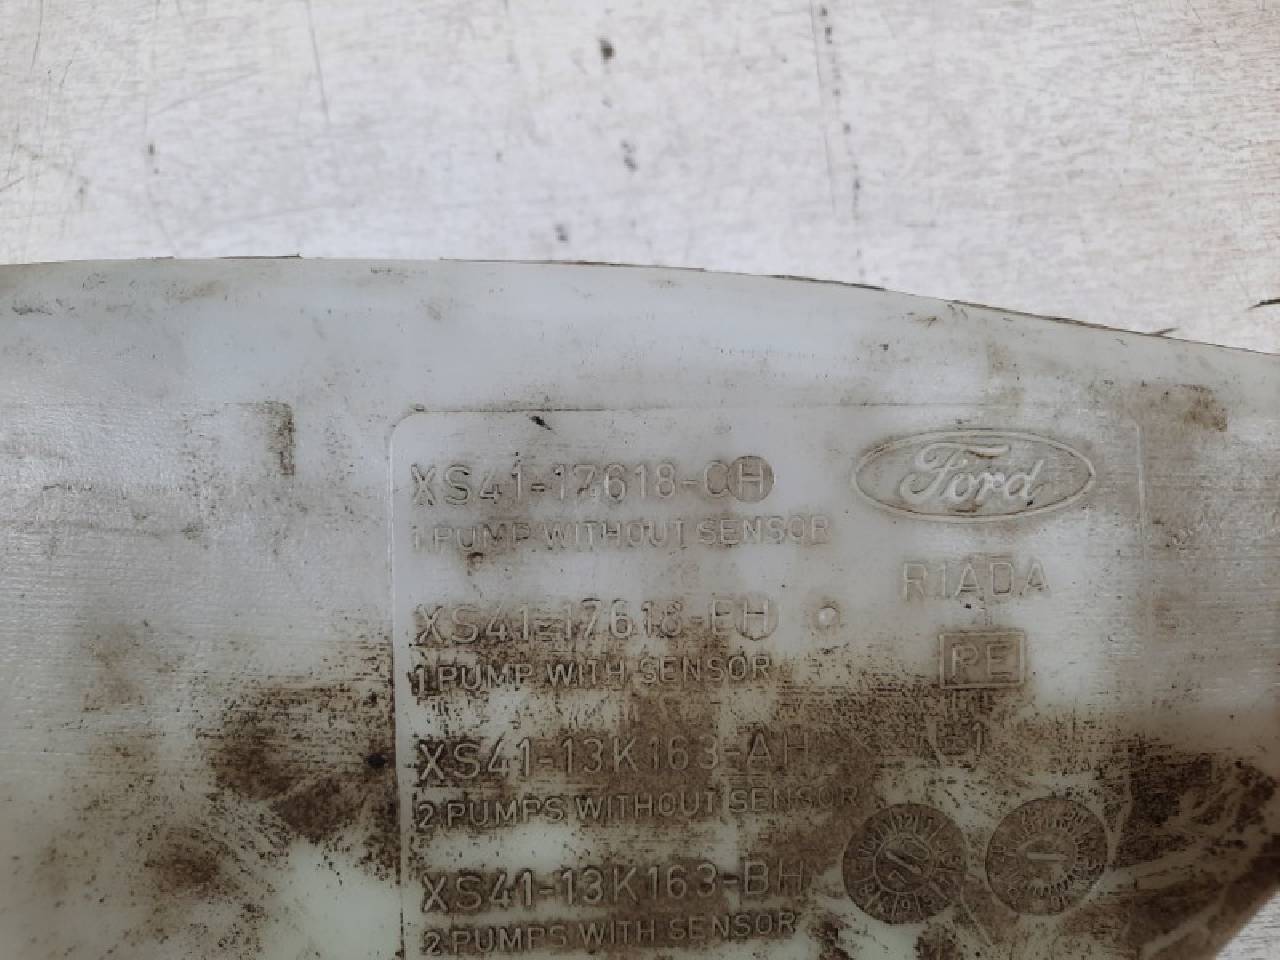 XS41-17618-CH
1 PUMP WITHOUT SENSOR
XS41-17618-EH
1 PUMP WITH SENSOR
XS41-13K163-AH
2 PUMPS WITHOUT SENSOR
XS41-13K163-BH
2 PUMPS WITH SENSOR
Ford
R1ADA
PE